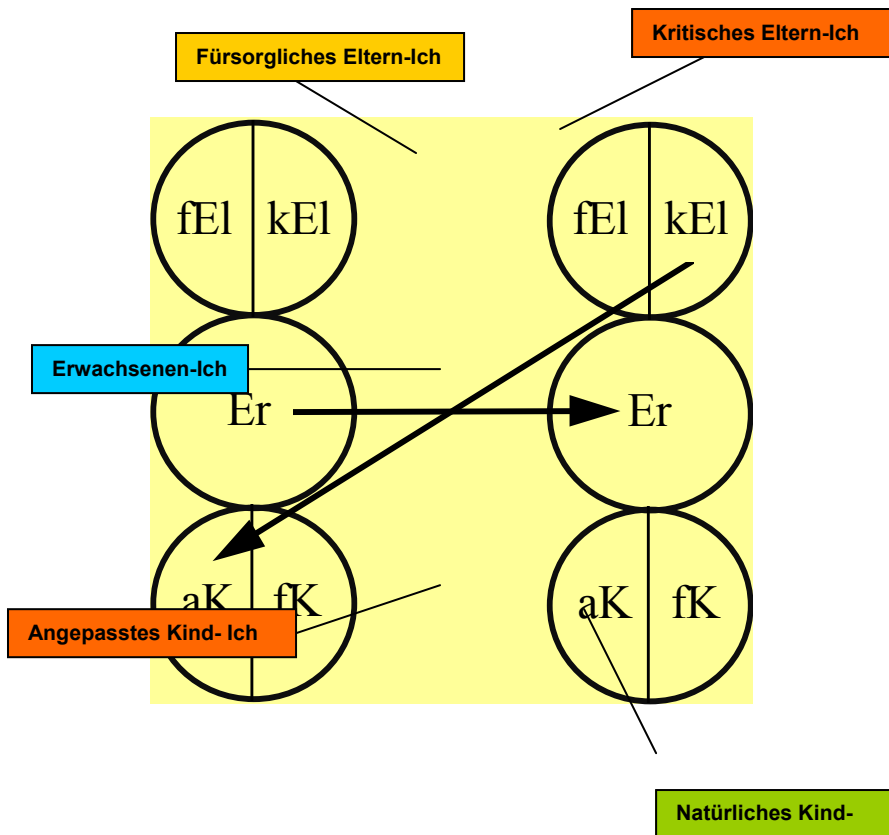 Kritisches Eltern-Ich
Fürsorgliches Eltern-Ich
fEl kEl fEl kEl
Erwachsenen-Ich
Er Er
aK fK aK fK
Angepasstes Kind- Ich
Natürliches Kind-